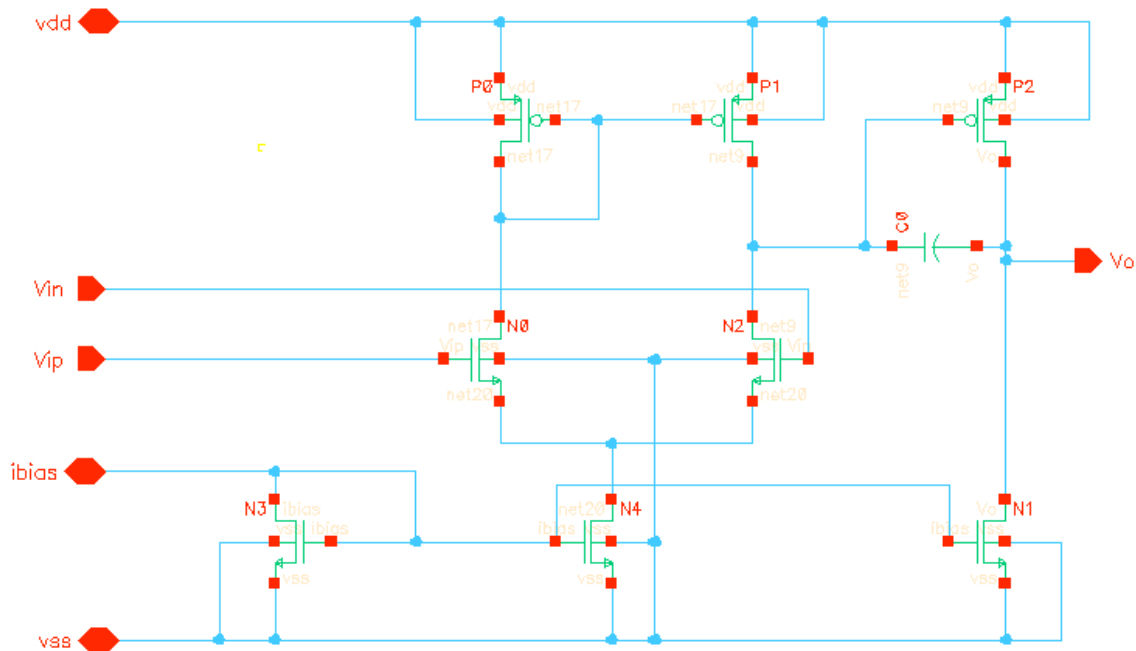 vdd
P0 vdd
vdd net17
net17
P1 vdd
net17 vdd
net9
P2 vdd
net9 vdd
Vo
C0
net9 Vo
Vo
Vin
Vip
net17 N0
Vip vss
net20
N2 net9
vss Vin
net20
ibias
N3 ibias
vss ibias
vss
net20 N4
ibias vss
vss
Vo N1
ibias vss
vss
vss